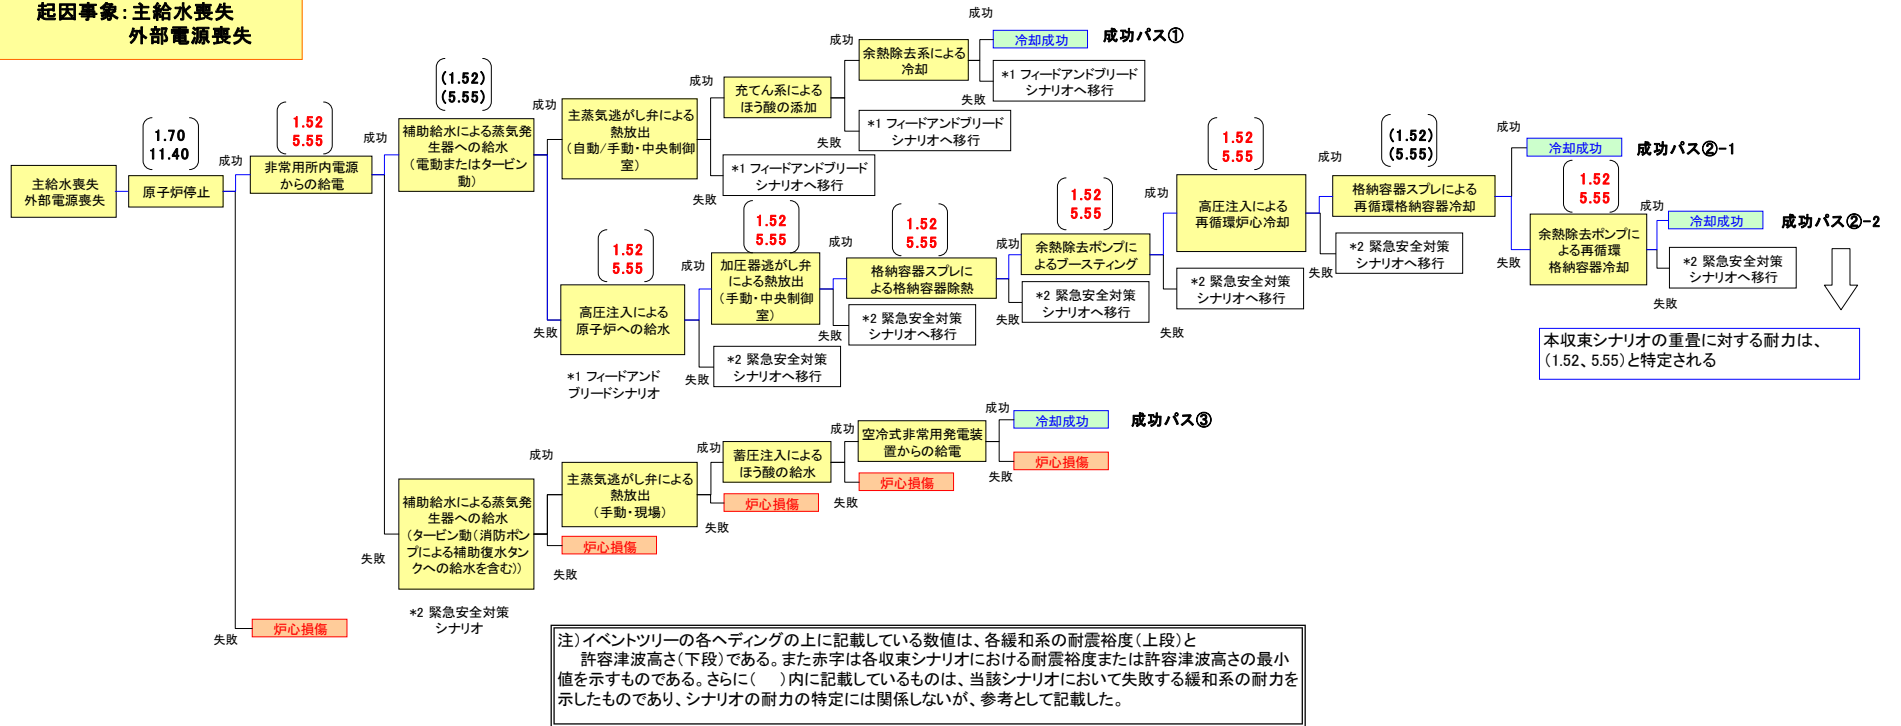 起因事象：主給水喪失
外部電源喪失
主給水喪失
外部電源喪失
1.70
11.40
原子炉停止
成功
失敗
炉心損傷
1.52
5.55
非常用所内電源
からの給電
成功
失敗
(1.52)
(5.55)
補助給水による蒸気発
生器への給水
（電動またはタービン
動）
成功
失敗
主蒸気逃がし弁による
熱放出
（自動/手動・中央制御
室）
成功
失敗
*1 フィードアンドブリード
シナリオへ移行
充てん系による
ほう酸の添加
成功
失敗
*1 フィードアンドブリード
シナリオへ移行
余熱除去系による
冷却
成功
失敗
*1 フィードアンドブリード
シナリオへ移行
冷却成功
成功パス①
1.52
5.55
高圧注入による
原子炉への給水
*1 フィードアンド
ブリードシナリオ
成功
失敗
*2 緊急安全対策
シナリオへ移行
1.52
5.55
加圧器逃がし弁
による熱放出
（手動・中央制御
室）
成功
失敗
*2 緊急安全対策
シナリオへ移行
1.52
5.55
格納容器スプレに
よる格納容器除熱
成功
失敗
*2 緊急安全対策
シナリオへ移行
1.52
5.55
余熱除去ポンプに
よるブースティング
成功
失敗
*2 緊急安全対策
シナリオへ移行
1.52
5.55
高圧注入による
再循環炉心冷却
成功
失敗
*2 緊急安全対策
シナリオへ移行
(1.52)
(5.55)
格納容器スプレによる
再循環格納容器冷却
成功
失敗
冷却成功
成功パス②-1
1.52
5.55
余熱除去ポンプに
よる再循環
格納容器冷却
成功
失敗
*2 緊急安全対策
シナリオへ移行
冷却成功
成功パス②-2
本収束シナリオの重畳に対する耐力は、
(1.52、5.55)と特定される
補助給水による蒸気発
生器への給水
（タービン動（消防ポン
プによる補助復水タン
クへの給水を含む））
*2 緊急安全対策
シナリオ
成功
失敗
炉心損傷
主蒸気逃がし弁による
熱放出
（手動・現場）
成功
失敗
炉心損傷
蓄圧注入による
ほう酸の給水
成功
失敗
炉心損傷
空冷式非常用発電装
置からの給電
成功
失敗
炉心損傷
冷却成功
成功パス③
注）イベントツリーの各ヘディングの上に記載している数値は、各緩和系の耐震裕度（上段）と
許容津波高さ（下段）である。また赤字は各収束シナリオにおける耐震裕度または許容津波高さの最小
値を示すものである。さらに（　）内に記載しているものは、当該シナリオにおいて失敗する緩和系の耐力を
示したものであり、シナリオの耐力の特定には関係しないが、参考として記載した。